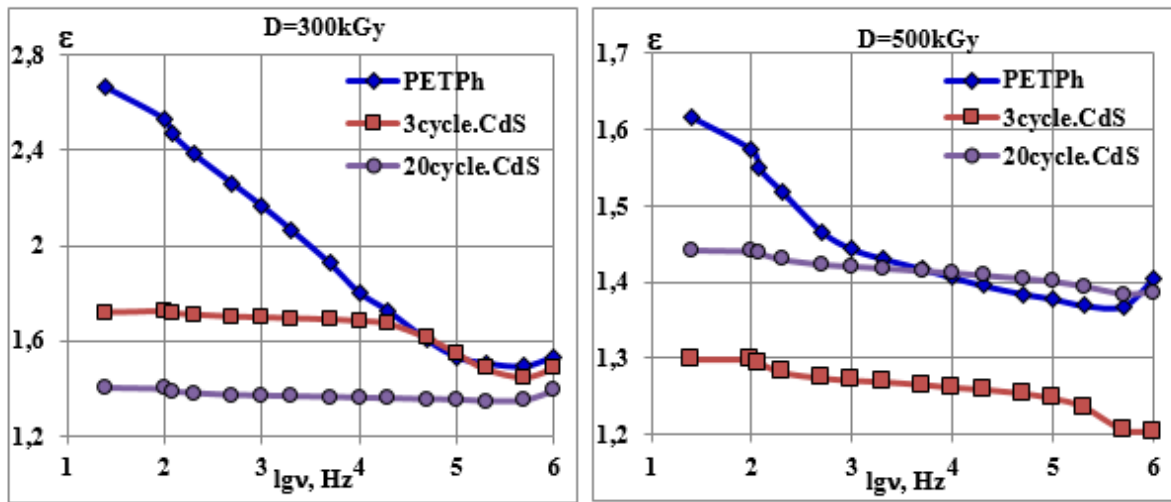 D=300kGy
ε
2,8
2,4
2
1,6
1,2
PETPh
3cycle.CdS
20cycle.CdS
1 2 3 4 5 6
lgν, Hz
D=500kGy
ε
1,7
1,6
1,5
1,4
1,3
1,2
PETPh
3cycle.CdS
20cycle.CdS
1 2 3 4 5 6
lgν, Hz